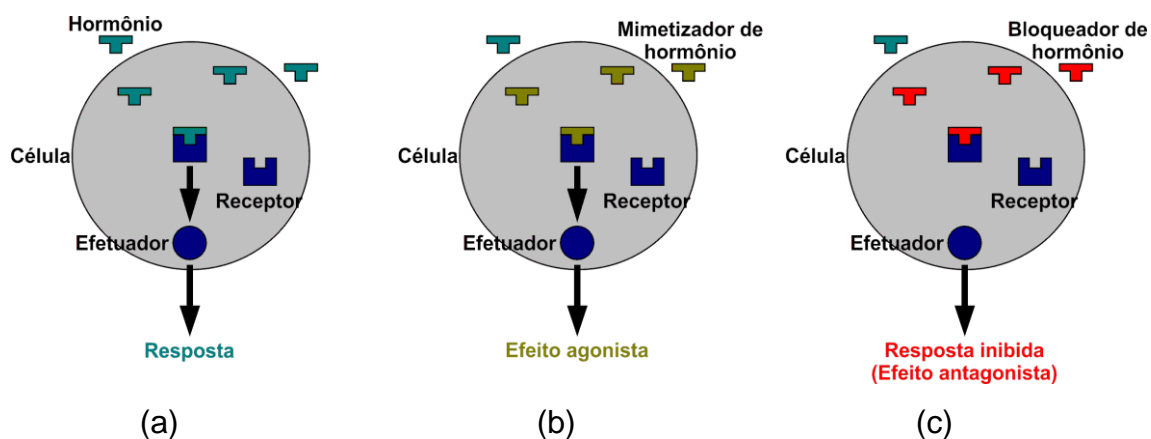 Hormônio
Célula
Receptor
Efetuador
Resposta
(a)
Mimetizador de
hormônio
Célula
Receptor
Efetuador
Efeito agonista
(b)
Bloqueador de
hormônio
Célula
Receptor
Efetuador
Resposta inibida
(Efeito antagonista)
(c)